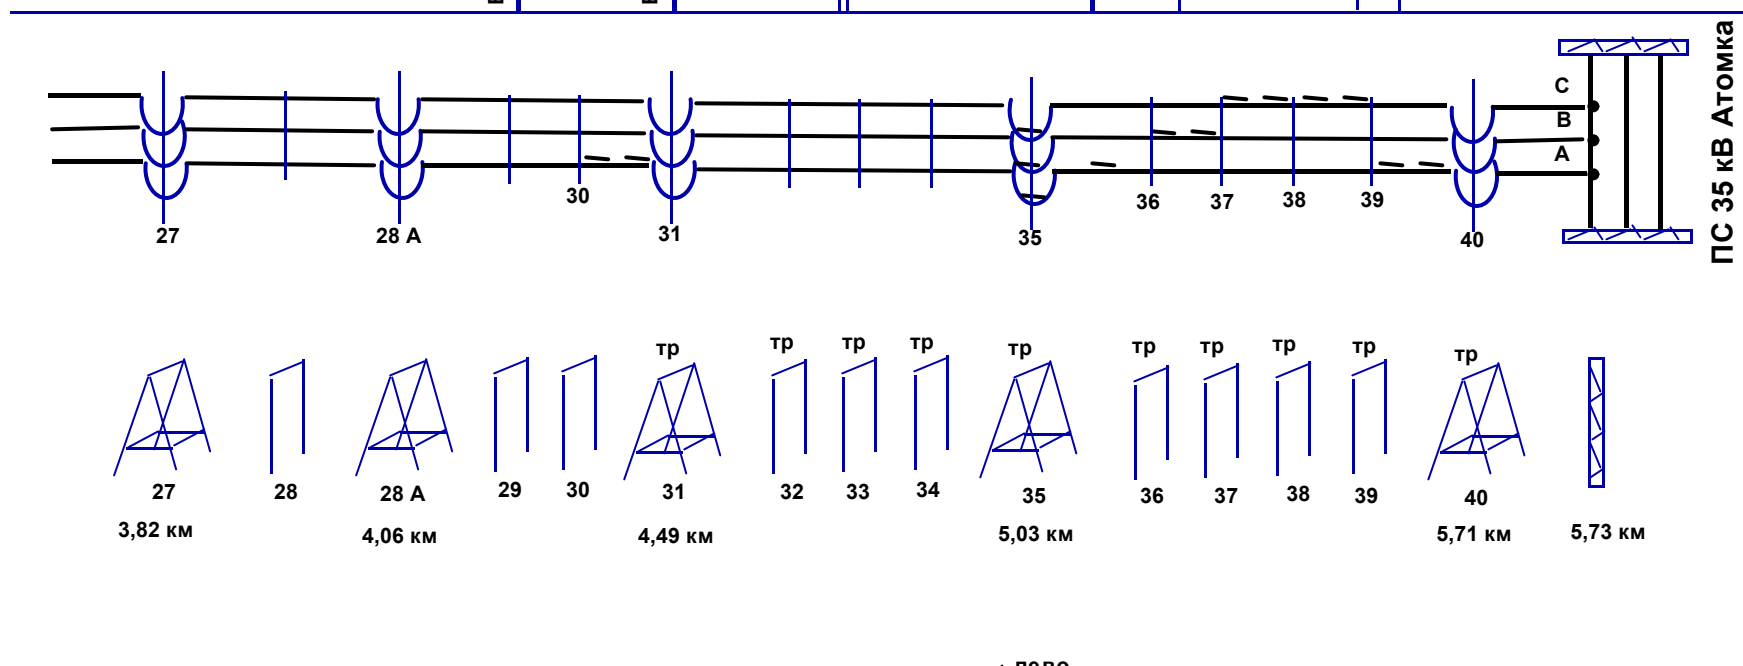 С
В
А
ПС 35 кВ Атомка
30
36
37
38
39
27
28 А
31
35
40
тр
тр
тр
тр
тр
тр
тр
тр
тр
тр
27
28
28 А
29
30
31
32
33
34
35
36
37
38
39
40
3,82 км
4,06 км
4,49 км
5,03 км
5,71 км
5,73 км